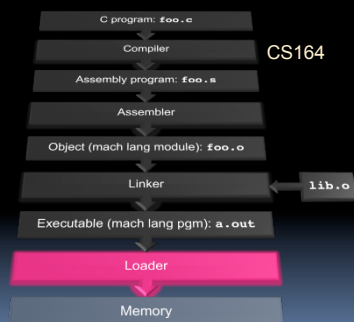 C program: foo.c
Compiler
CS164
Assembly program: foo.s
Assembler
Object (mach lang module): foo.o
Linker
lib.o
Executable (mach lang pgm): a.out
Loader
Memory